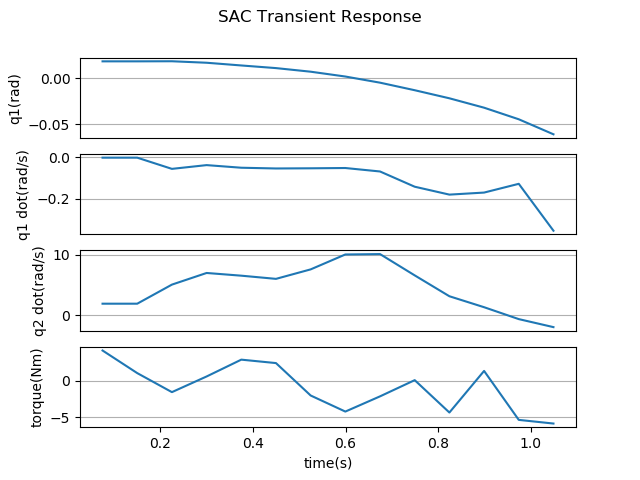 SAC Transient Response
q1(rad)
0.00
−0.05
q1 dot(rad/s)
0.0
−0.2
q2 dot(rad/s)
10
0
torque(Nm)
0
−5
0.2 0.4 0.6 0.8 1.0
time(s)